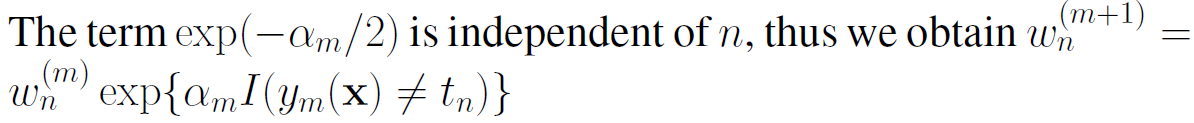 The term exp(−α_m/2) is independent of n, thus we obtain w_n^{(m+1)} =
w_n^{(m)} exp{α_m I(y_m(𝐱) ≠ t_n)}